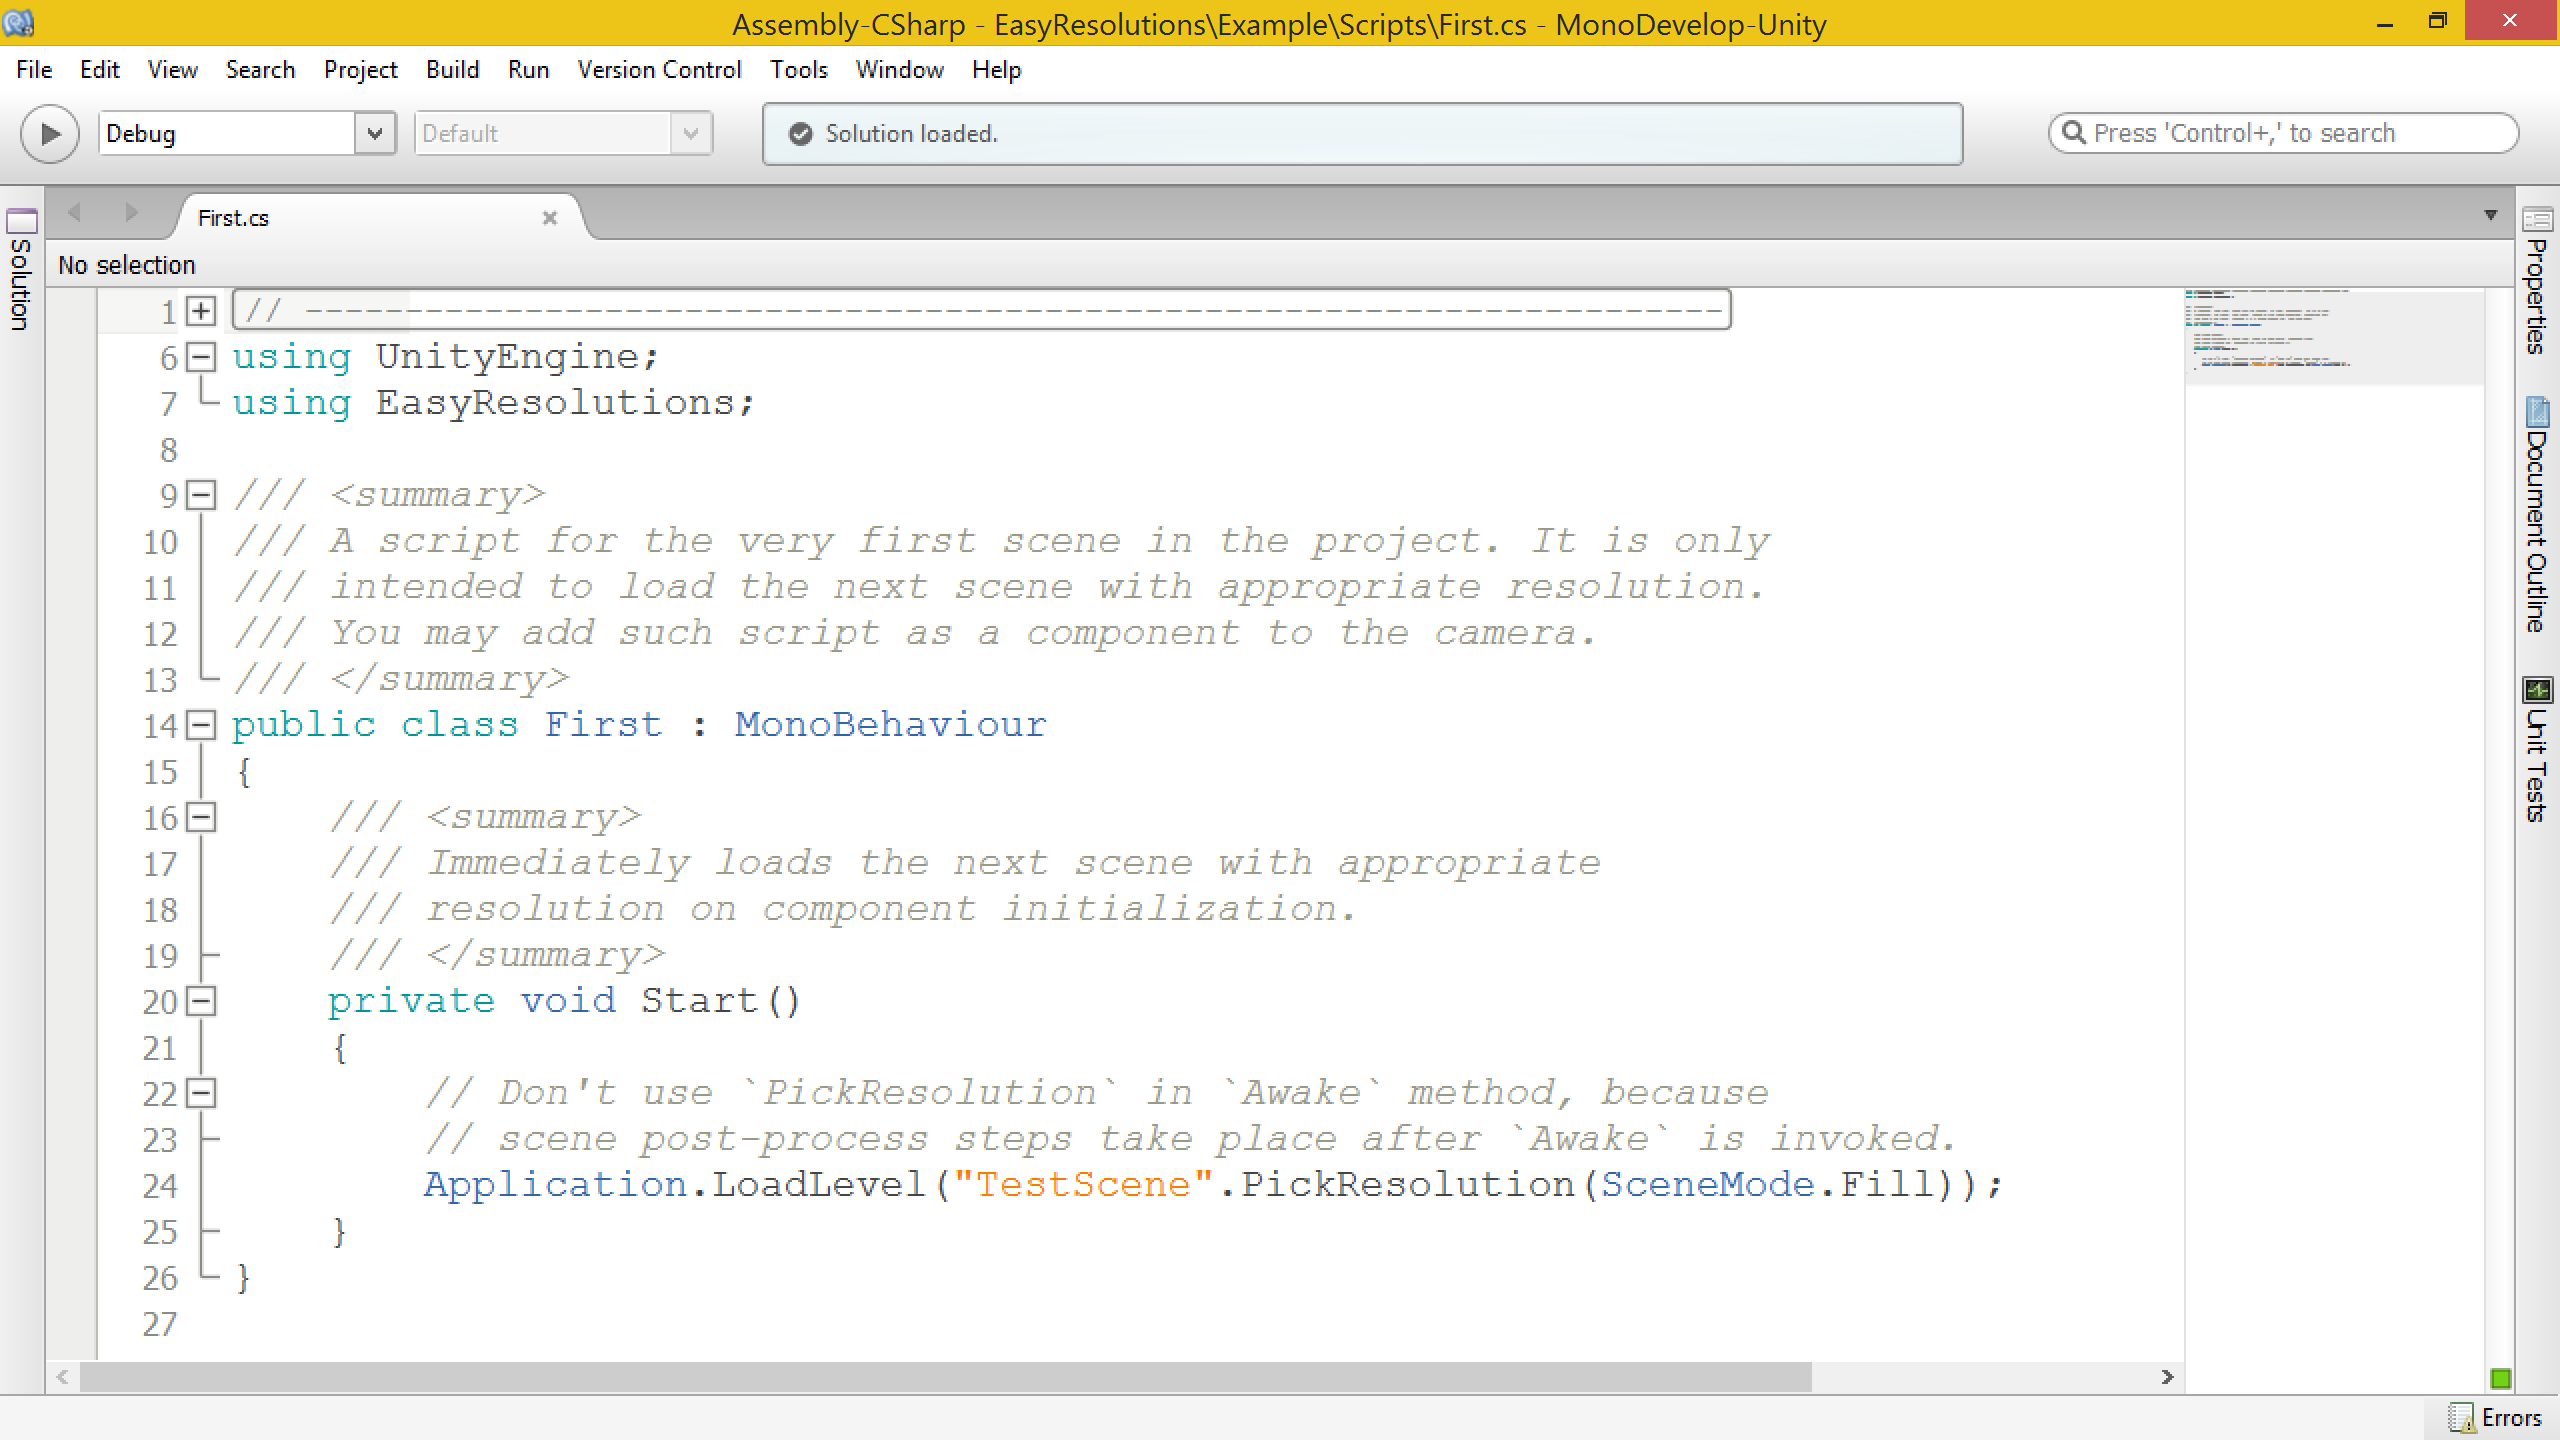 Assembly-CSharp - EasyResolutions\Example\Scripts\First.cs - MonoDevelop-Unity
File Edit View Search Project Build Run Version Control Tools Window Help
Debug Default Solution loaded. Press 'Control+,' to search
First.cs
No selection
Solution
Properties
Document Outline
Unit Tests
1 // -----------------------------------------------------------
6 using UnityEngine;
7 using EasyResolutions;
8
9 /// <summary>
10 /// A script for the very first scene in the project. It is only
11 /// intended to load the next scene with appropriate resolution.
12 /// You may add such script as a component to the camera.
13 /// </summary>
14 public class First : MonoBehaviour
15 {
16     /// <summary>
17     /// Immediately loads the next scene with appropriate
18     /// resolution on component initialization.
19     /// </summary>
20     private void Start()
21     {
22         // Don't use `PickResolution` in `Awake` method, because
23         // scene post-process steps take place after `Awake` is invoked.
24         Application.LoadLevel("TestScene".PickResolution(SceneMode.Fill));
25     }
26 }
27
Errors